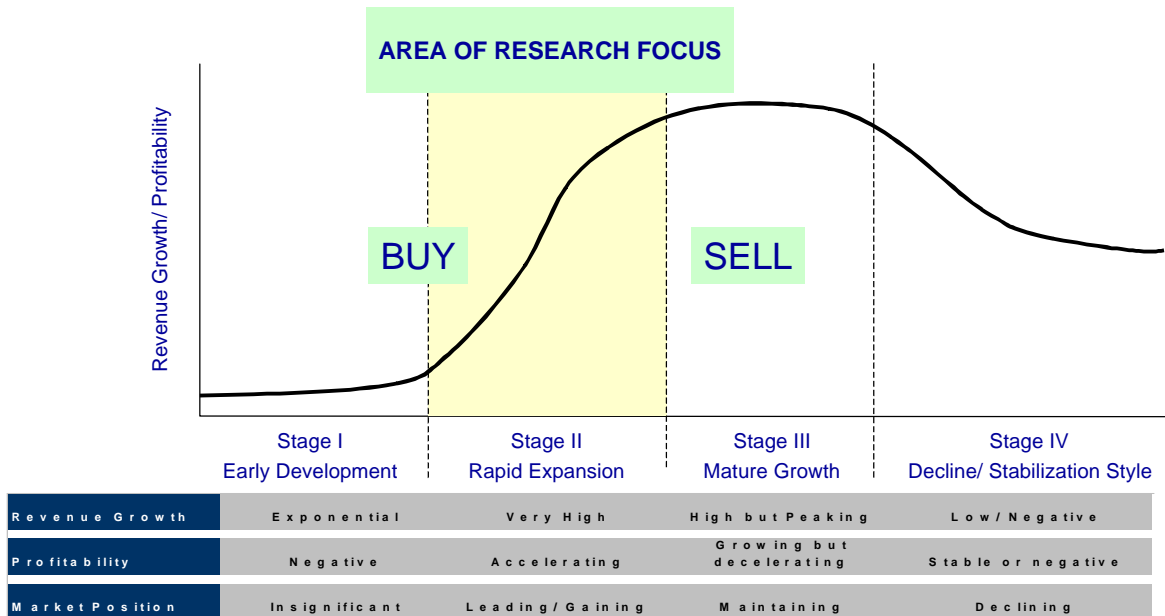 AREA OF RESEARCH FOCUS
Revenue Growth/ Profitability
BUY
SELL
Stage I
Early Development
Stage II
Rapid Expansion
Stage III
Mature Growth
Stage IV
Decline/ Stabilization Style
Revenue Growth Exponential Very High High but Peaking Low/Negative
Profitability Negative Accelerating Growing but decelerating Stable or negative
Market Position Insignificant Leading/Gaining Maintaining Declining